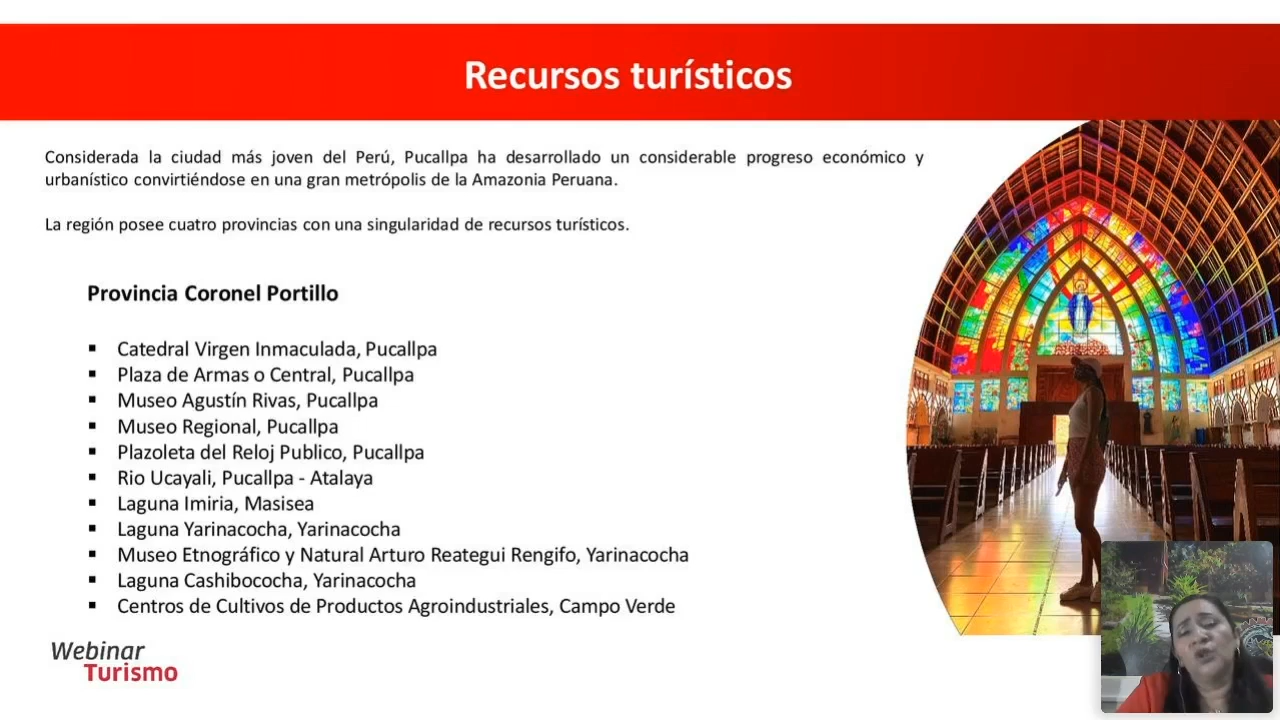 Recursos turísticos
Considerada la ciudad más joven del Perú, Pucallpa ha desarrollado un considerable progreso económico y
urbanístico convirtiéndose en una gran metrópolis de la Amazonia Peruana.
La región posee cuatro provincias con una singularidad de recursos turísticos.
Provincia Coronel Portillo
▪ Catedral Virgen Inmaculada, Pucallpa
▪ Plaza de Armas o Central, Pucallpa
▪ Museo Agustín Rivas, Pucallpa
▪ Museo Regional, Pucallpa
▪ Plazoleta del Reloj Publico, Pucallpa
▪ Rio Ucayali, Pucallpa - Atalaya
▪ Laguna Imiria, Masisea
▪ Laguna Yarinacocha, Yarinacocha
▪ Museo Etnográfico y Natural Arturo Reategui Rengifo, Yarinacocha
▪ Laguna Cashibococha, Yarinacocha
▪ Centros de Cultivos de Productos Agroindustriales, Campo Verde
Webinar
Turismo